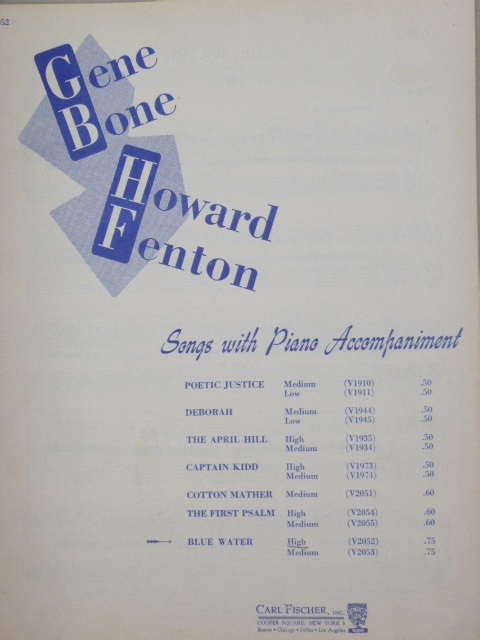 052
Gene
Bone
Howard
Fenton
Songs with Piano Accompaniment
POETIC JUSTICE Medium (V1910) .50
Low (V1911) .50
DEBORAH Medium (V1944) .50
Low (V1945) .50
THE APRIL HILL High (V1935) .50
Medium (V1934) .50
CAPTAIN KIDD High (V1973) .50
Medium (V1974) .50
COTTON MATHER Medium (V2051) .60
THE FIRST PSALM High (V2054) .60
Medium (V2055) .60
BLUE WATER High (V2052) .75
Medium (V2053) .75
CARL FISCHER, INC.
COOPER SQUARE, NEW YORK 3
Boston • Chicago • Dallas • Los Angeles